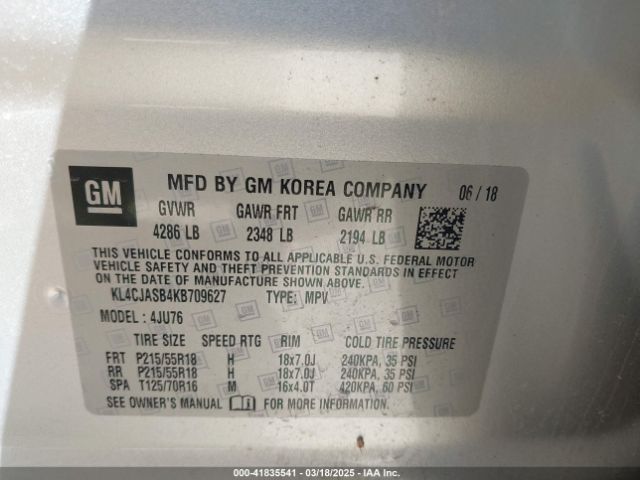 GM MFD BY GM KOREA COMPANY 06 / 18
GVWR GAWR FRT GAWR RR
4286 LB 2348 LB 2194 LB
THIS VEHICLE CONFORMS TO ALL APPLICABLE U.S. FEDERAL MOTOR
VEHICLE SAFETY AND THEFT PREVENTION STANDARDS IN EFFECT
ON THE DATE OF MANUFACTURE SHOWN ABOVE.
KL4CJASB4KB709627 TYPE: MPV
MODEL: 4JU76
TIRE SIZE SPEED RTG RIM COLD TIRE PRESSURE
FRT P215/55R18 H 18x7.0J 240KPA, 35 PSI
RR P215/55R18 H 18x7.0J 240KPA, 35 PSI
SPA T125/70R16 M 16x4.0T 420KPA, 60 PSI
SEE OWNER'S MANUAL FOR MORE INFORMATION
000-41835541 / 03/18/2025 - IAA Inc.